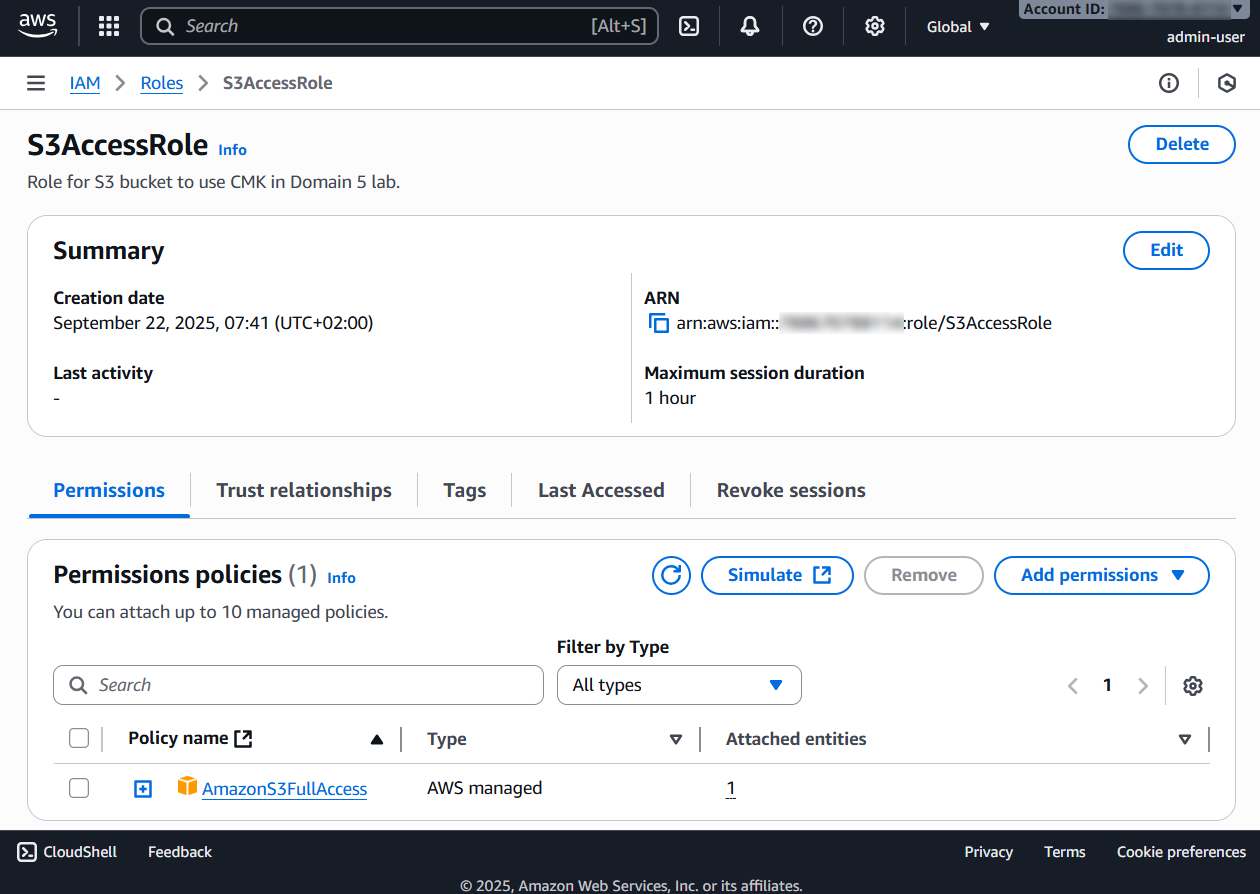 aws Search [Alt+S] Global Account ID:
admin-user
IAM > Roles > S3AccessRole
S3AccessRole Info Delete
Role for S3 bucket to use CMK in Domain 5 lab.
Summary Edit
Creation date ARN
September 22, 2025, 07:41 (UTC+02:00) arn:aws:iam:: :role/S3AccessRole
Last activity Maximum session duration
- 1 hour
Permissions Trust relationships Tags Last Accessed Revoke sessions
Permissions policies (1) Info Simulate Remove Add permissions
You can attach up to 10 managed policies.
Filter by Type
Search All types 1
Policy name Type Attached entities
AmazonS3FullAccess AWS managed 1
CloudShell Feedback Privacy Terms Cookie preferences
© 2025, Amazon Web Services, Inc. or its affiliates.